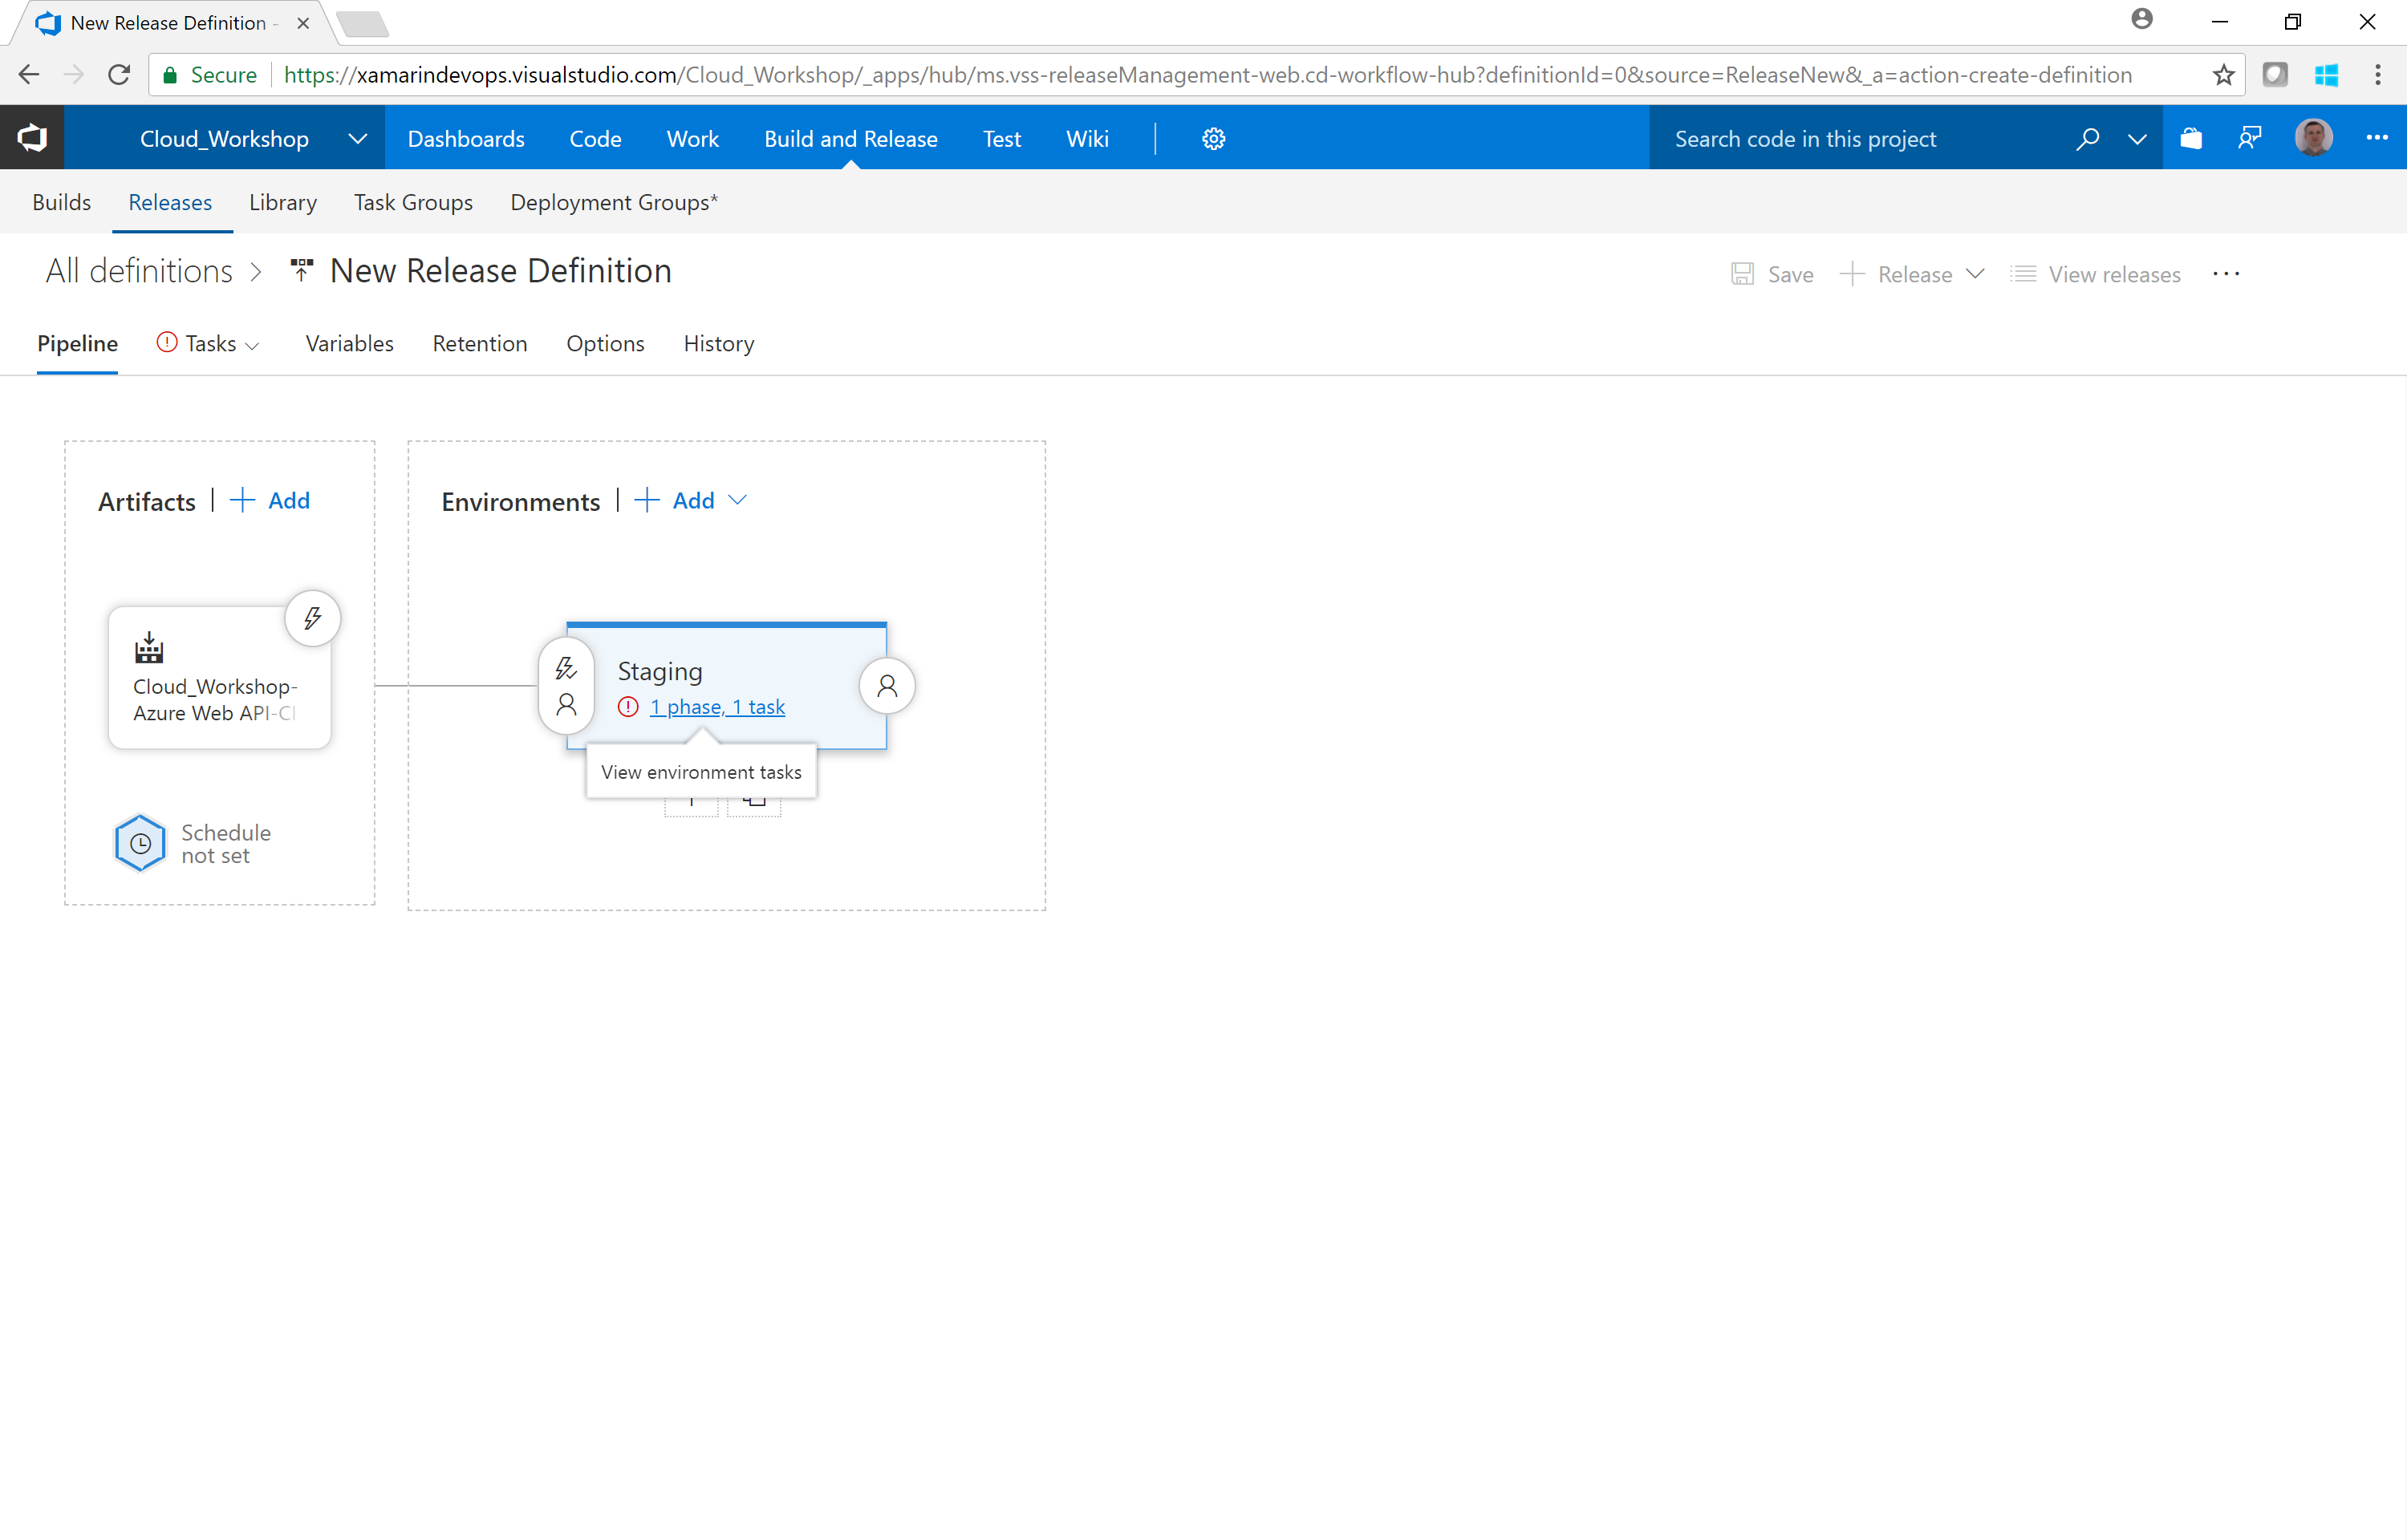 New Release Definition -
Secure https://xamarindevops.visualstudio.com/Cloud_Workshop/_apps/hub/ms.vss-releaseManagement-web.cd-workflow-hub?definitionId=0&source=ReleaseNew&_a=action-create-definition
Cloud_Workshop Dashboards Code Work Build and Release Test Wiki Search code in this project
Builds Releases Library Task Groups Deployment Groups*
All definitions > New Release Definition Save Release View releases ...
Pipeline Tasks Variables Retention Options History
Artifacts | + Add Environments | + Add
Staging
Cloud_Workshop-
1 phase, 1 task
Azure Web API-CI
View environment tasks
Schedule
not set